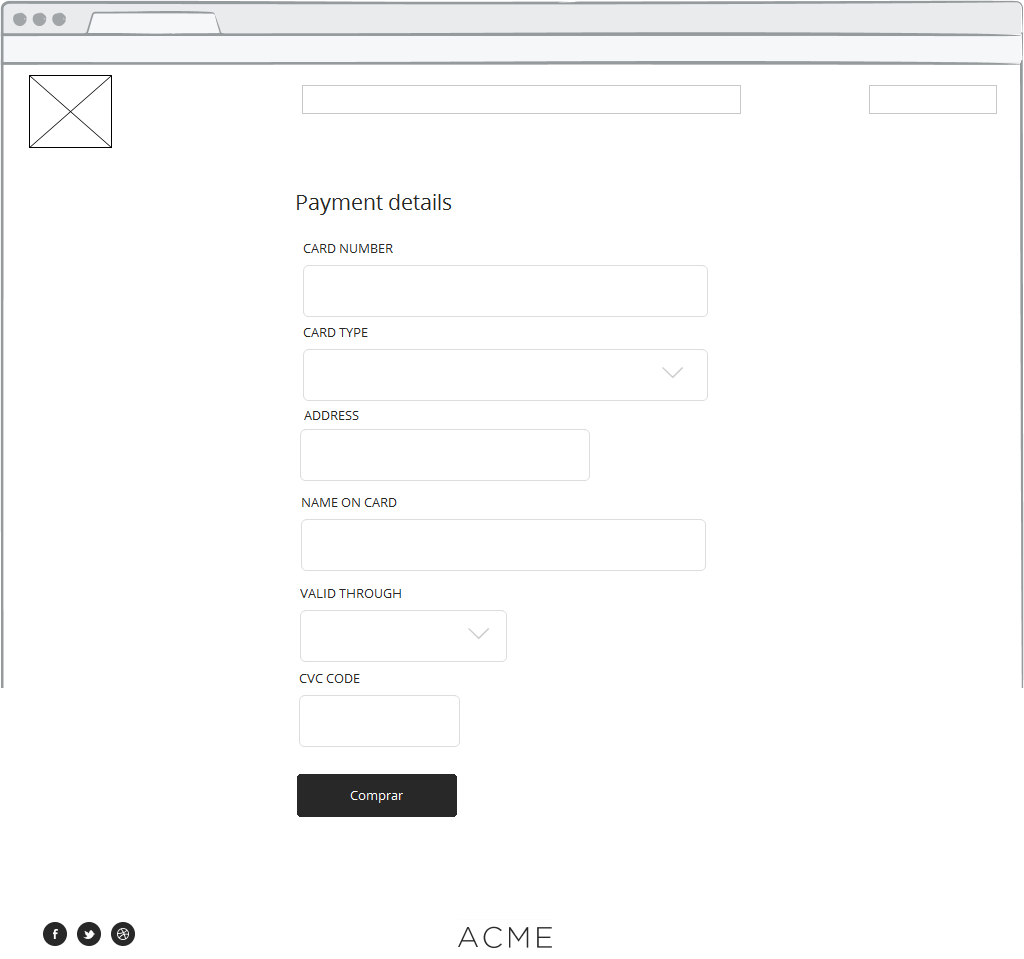 Payment details
CARD NUMBER
CARD TYPE
ADDRESS
NAME ON CARD
VALID THROUGH
CVC CODE
Comprar
ACME